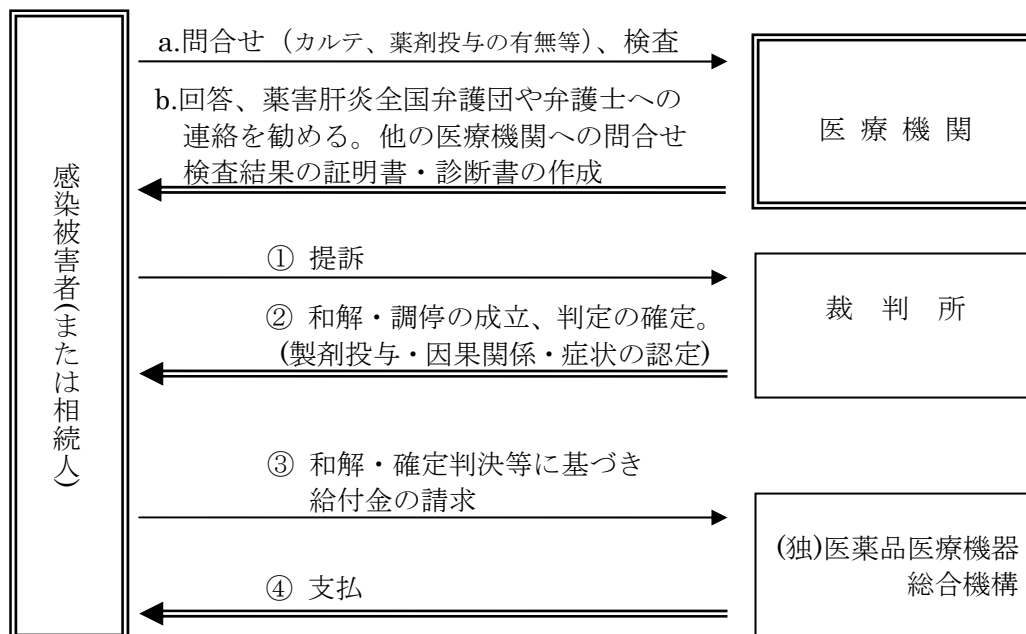 a.問合せ（カルテ、薬剤投与の有無等）、検査
b.回答、薬害肝炎全国弁護団や弁護士への
連絡を勧める。他の医療機関への問合せ
検査結果の証明書・診断書の作成
医療機関
感染被害者(または相続人)
① 提訴
② 和解・調停の成立、判定の確定。
(製剤投与・因果関係・症状の認定)
裁判所
③ 和解・確定判決等に基づき
給付金の請求
(独)医薬品医療機器
総合機構
④ 支払